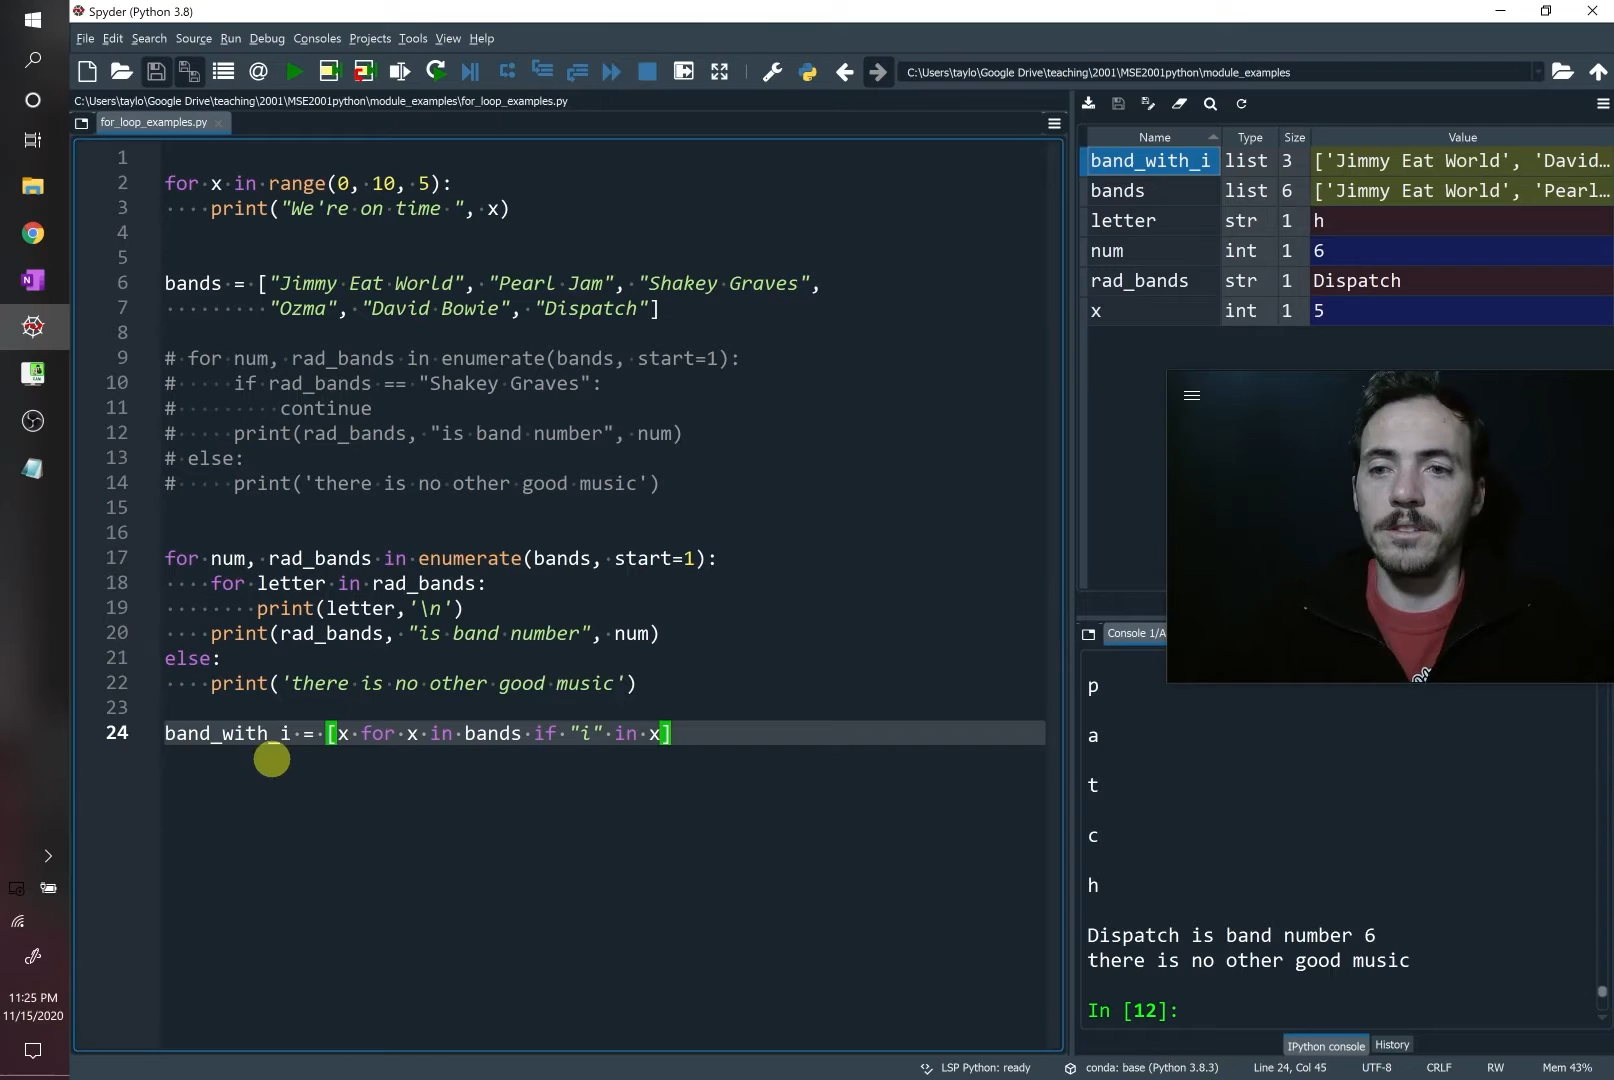 Spyder (Python 3.8)
File Edit Search Source Run Debug Consoles Projects Tools View Help
C:\Users\taylo\Google Drive\teaching\2001\MSE2001python\module_examples
C:\Users\taylo\Google Drive\teaching\2001\MSE2001python\module_examples\for_loop_examples.py
for_loop_examples.py
1
2 for x in range(0, 10, 5):
3     print("We're on time ", x)
4
5
6 bands = ["Jimmy Eat World", "Pearl Jam", "Shakey Graves",
7          "Ozma", "David Bowie", "Dispatch"]
8
9 # for num, rad_bands in enumerate(bands, start=1):
10 #     if rad_bands == "Shakey Graves":
11 #         continue
12 #     print(rad_bands, "is band number", num)
13 # else:
14 #     print('there is no other good music')
15
16
17 for num, rad_bands in enumerate(bands, start=1):
18     for letter in rad_bands:
19         print(letter,'\n')
20     print(rad_bands, "is band number", num)
21 else:
22     print('there is no other good music')
23
24 band_with_i = [x for x in bands if "i" in x]
Name Type Size Value
band_with_i list 3 ['Jimmy Eat World', 'David...
bands list 6 ['Jimmy Eat World', 'Pearl...
letter str 1 h
num int 1 6
rad_bands str 1 Dispatch
x int 1 5
Console 1/A
p
a
t
c
h
Dispatch is band number 6
there is no other good music
In [12]:
IPython console History
LSP Python: ready conda: base (Python 3.8.3) Line 24, Col 45 UTF-8 CRLF RW Mem 43%
11:25 PM
11/15/2020